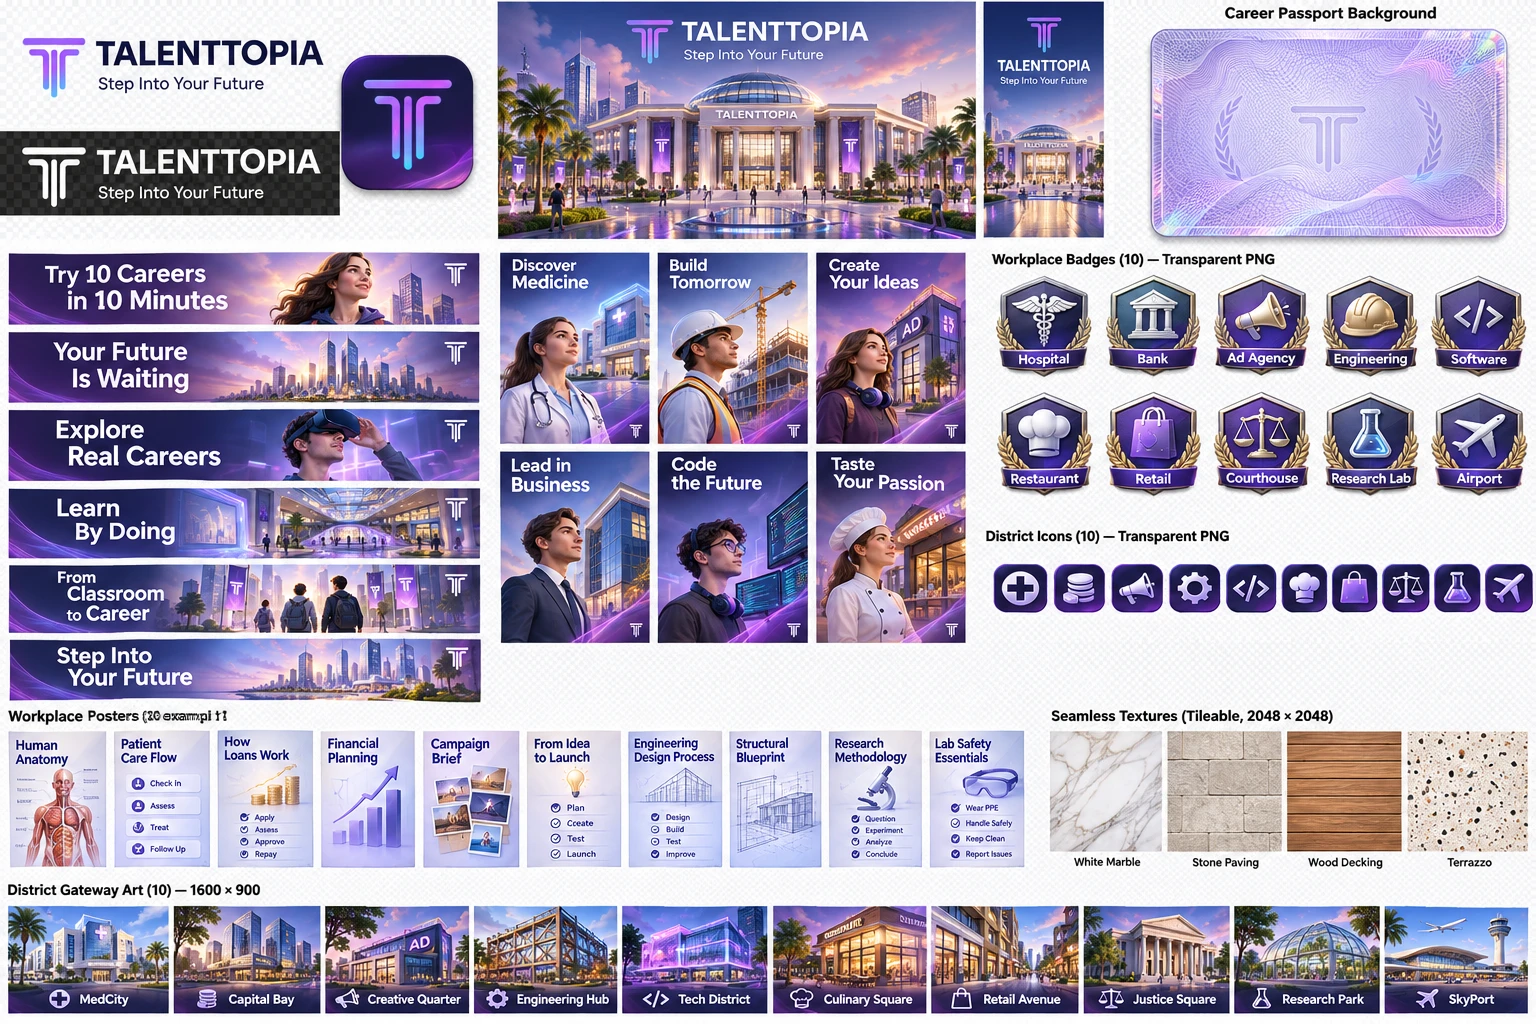 TALENTTOPIA
Step Into Your Future
TALENTTOPIA
Step Into Your Future
TALENTTOPIA
Step Into Your Future
TALENTTOPIA
TALENTTOPIA
Step Into Your Future
TALENTTOPIA
Career Passport Background
Try 10 Careers
in 10 Minutes
Your Future
Is Waiting
Explore
Real Careers
Learn
By Doing
From
Classroom
to Career
Step Into
Your Future
Discover
Medicine
Build
Tomorrow
Create
Your Ideas
AD
Lead in
Business
Code
the Future
Taste
Your Passion
Workplace Badges (10) — Transparent PNG
Hospital
Bank
Ad Agency
Engineering
Software
Restaurant
Retail
Courthouse
Research Lab
Airport
District Icons (10) — Transparent PNG
Workplace Posters
Human
Anatomy
Patient
Care Flow
Check in
Assess
Treat
Follow Up
How
Loans Work
Apply
Assess
Approve
Repay
Financial
Planning
Campaign
Brief
From Idea
to Launch
Plan
Create
Test
Launch
Engineering
Design Process
Design
Build
Test
Improve
Structural
Blueprint
Research
Methodology
Question
Experiment
Analyze
Conclude
Lab Safety
Essentials
Wear PPE
Handle Safely
Keep Clean
Report Issues
Seamless Textures (Tileable, 2048 × 2048)
White Marble
Stone Paving
Wood Decking
Terrazzo
District Gateway Art (10) — 1600 × 900
MedCity
Capital Bay
AD
Creative Quarter
Engineering Hub
Tech District
Culinary Square
Retail Avenue
Justice Square
Research Park
SkyPort